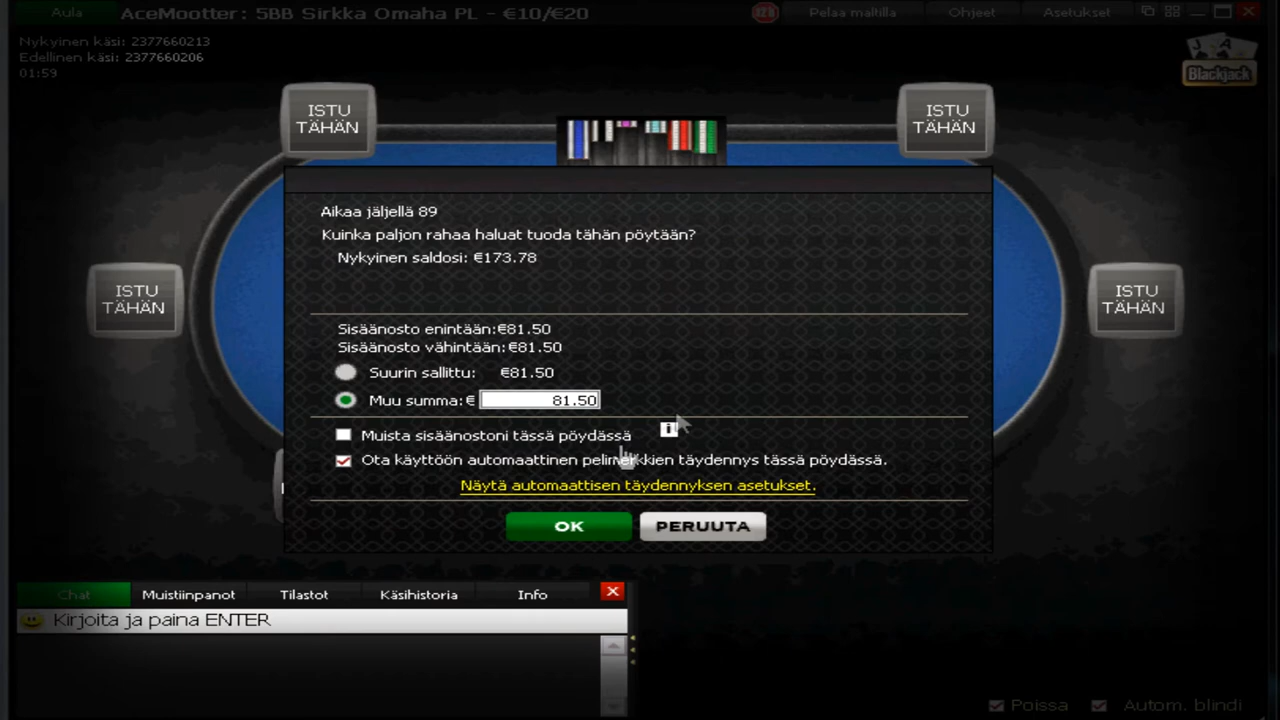 Aula
AceMootter: 5BB Sirkka Omaha PL - €10/€20
Pelaa maltilla
Ohjeet
Asetukset
Nykyinen käsi: 2377660213
Edellinen käsi: 2377660206
01:59
J A
Blackjack
ISTU
TÄHÄN
ISTU
TÄHÄN
ISTU
TÄHÄN
ISTU
TÄHÄN
Aikaa jäljellä 89
Kuinka paljon rahaa haluat tuoda tähän pöytään?
Nykyinen saldosi: €173.78
Sisäänosto enintään:€81.50
Sisäänosto vähintään:€81.50
Suurin sallittu: €81.50
Muu summa: € 81.50
Muista sisäänostoni tässä pöydässä
i
Ota käyttöön automaattinen pelimerkkien täydennys tässä pöydässä.
Näytä automaattisen täydennyksen asetukset.
OK
PERUUTA
Chat
Muistiinpanot
Tilastot
Käsihistoria
Info
Kirjoita ja paina ENTER
Poissa
Autom. blindi